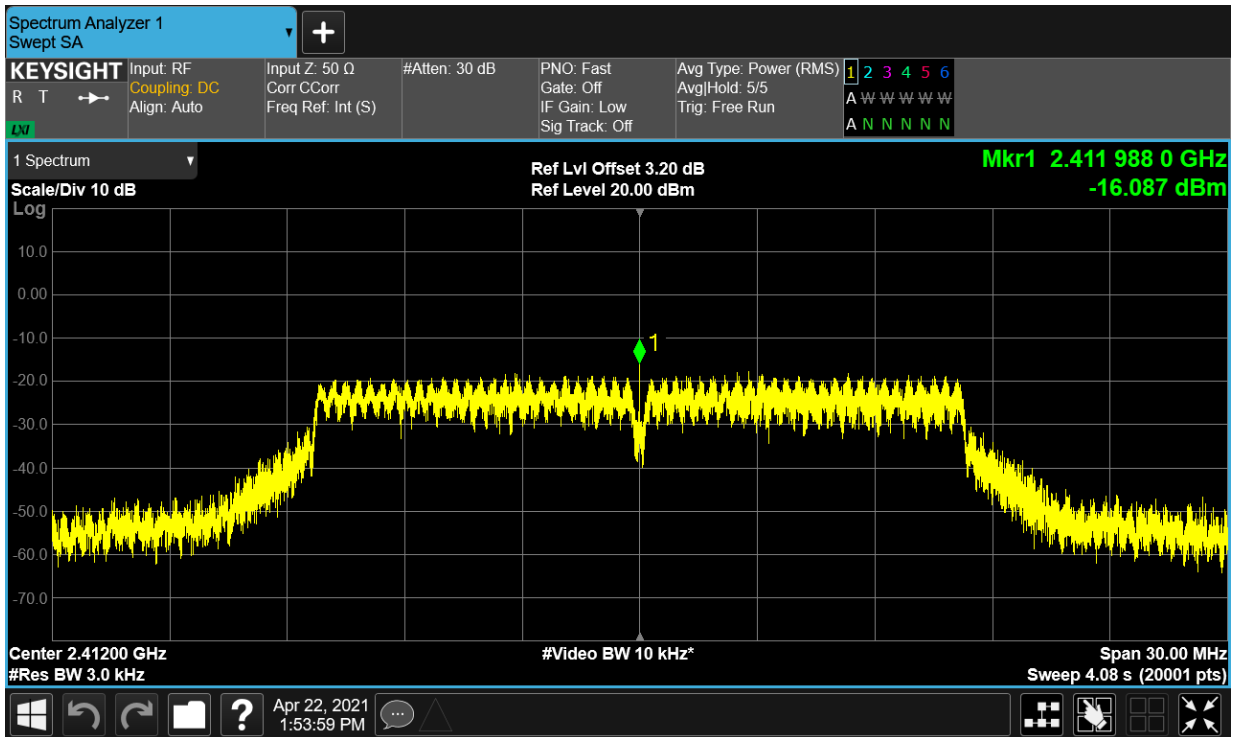 Spectrum Analyzer 1
Swept SA
KEYSIGHT
R T
LXI
Input: RF
Coupling: DC
Align: Auto
Input Z: 50 Ω
Corr CCorr
Freq Ref: Int (S)
#Atten: 30 dB
PNO: Fast
Gate: Off
IF Gain: Low
Sig Track: Off
Avg Type: Power (RMS)
Avg|Hold: 5/5
Trig: Free Run
1 2 3 4 5 6
A W W W W W
A N N N N N
1 Spectrum
Scale/Div 10 dB
Log
Ref Lvl Offset 3.20 dB
Ref Level 20.00 dBm
Mkr1 2.411 988 0 GHz
-16.087 dBm
10.0
0.00
-10.0
-20.0
-30.0
-40.0
-50.0
-60.0
-70.0
1
Center 2.41200 GHz
#Res BW 3.0 kHz
#Video BW 10 kHz*
Span 30.00 MHz
Sweep 4.08 s (20001 pts)
?
Apr 22, 2021
1:53:59 PM